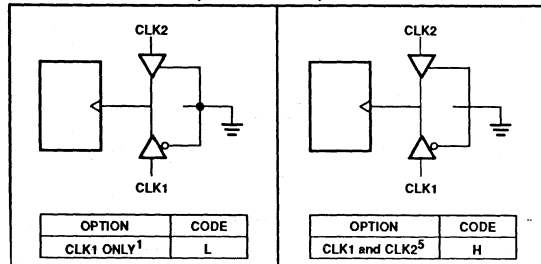 CLK2
CLK1
OPTION CODE
CLK1 ONLY1 L
CLK2
CLK1
OPTION CODE
CLK1 and CLK25 H